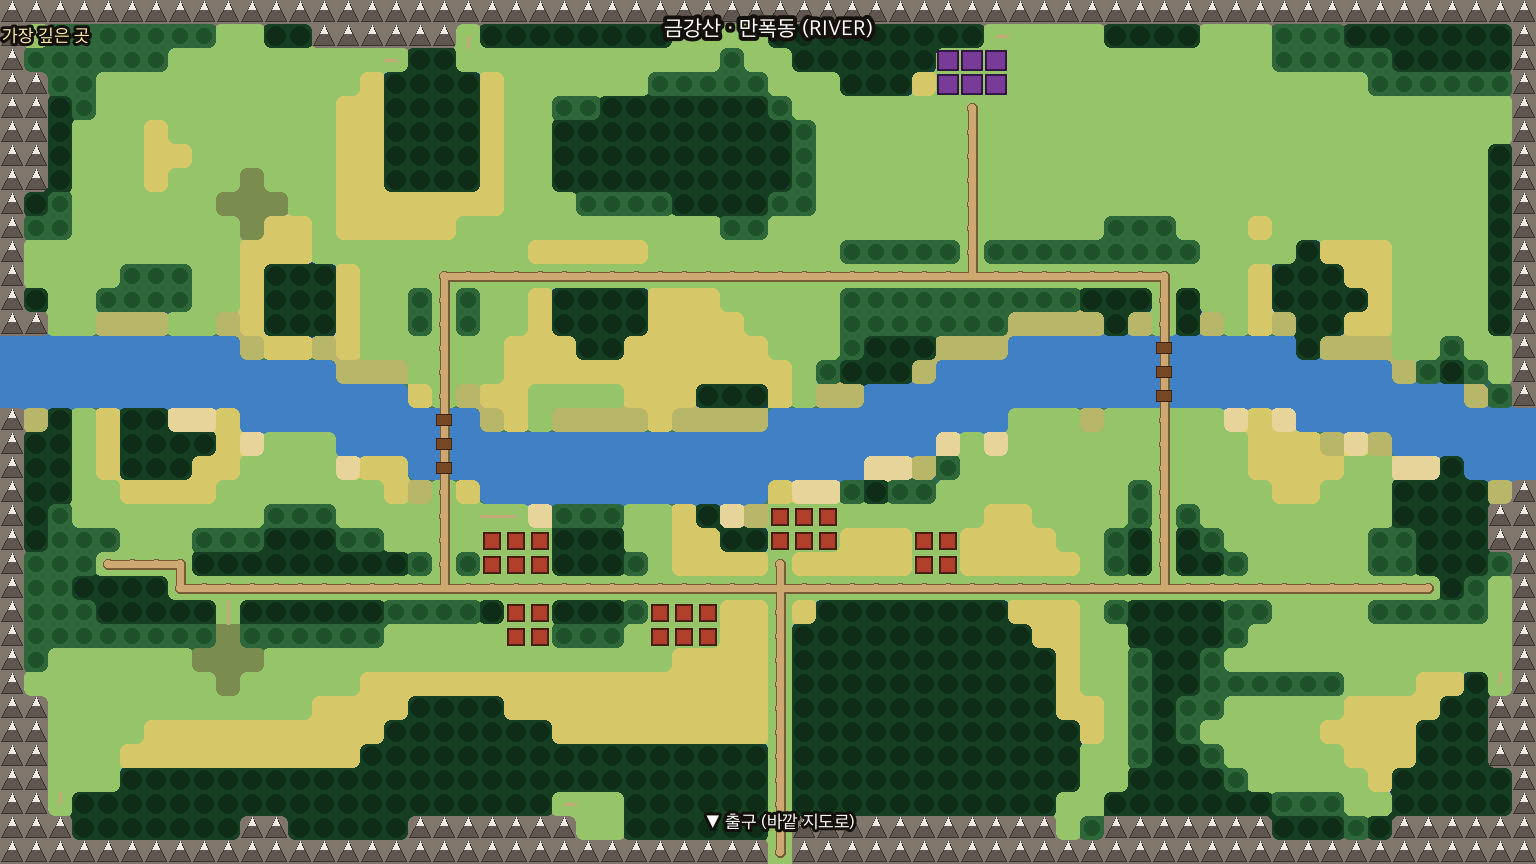 금강산 · 만폭동 (RIVER)
가장 깊은 곳
▼ 출구 (바깥 지도로)